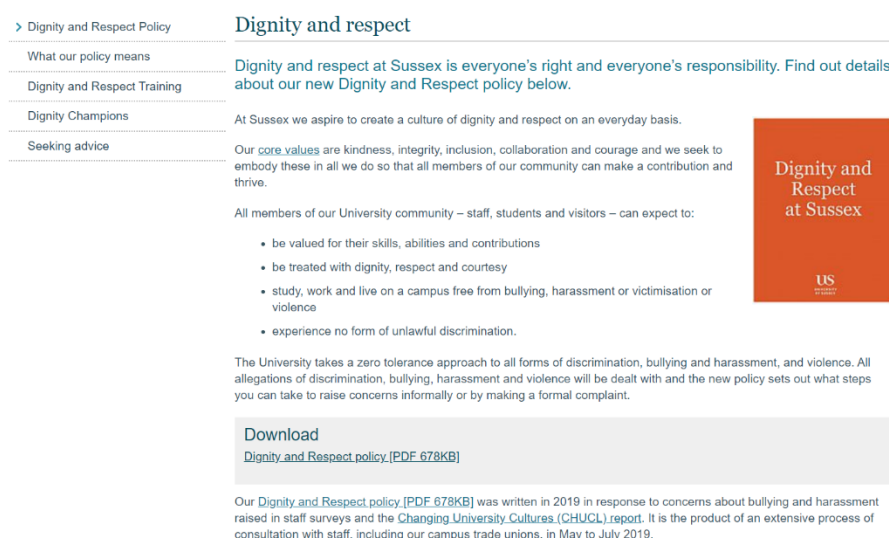 Dignity and Respect Policy
What our policy means
Dignity and Respect Training
Dignity Champions
Seeking advice
Dignity and respect
Dignity and respect at Sussex is everyone's right and everyone's responsibility. Find out details
about our new Dignity and Respect policy below.
At Sussex we aspire to create a culture of dignity and respect on an everyday basis.
Our core values are kindness, integrity, inclusion, collaboration and courage and we seek to
embody these in all we do so that all members of our community can make a contribution and
thrive.
All members of our University community – staff, students and visitors – can expect to:
• be valued for their skills, abilities and contributions
• be treated with dignity, respect and courtesy
• study, work and live on a campus free from bullying, harassment or victimisation or
violence
• experience no form of unlawful discrimination.
Dignity and
Respect
at Sussex
US
UNIVERSITY
OF SUSSEX
The University takes a zero tolerance approach to all forms of discrimination, bullying and harassment, and violence. All
allegations of discrimination, bullying, harassment and violence will be dealt with and the new policy sets out what steps
you can take to raise concerns informally or by making a formal complaint.
Download
Dignity and Respect policy [PDF 678KB]
Our Dignity and Respect policy [PDF 678KB] was written in 2019 in response to concerns about bullying and harassment
raised in staff surveys and the Changing University Cultures (CHUCL) report. It is the product of an extensive process of
consultation with staff, including our campus trade unions, in May to July 2019.